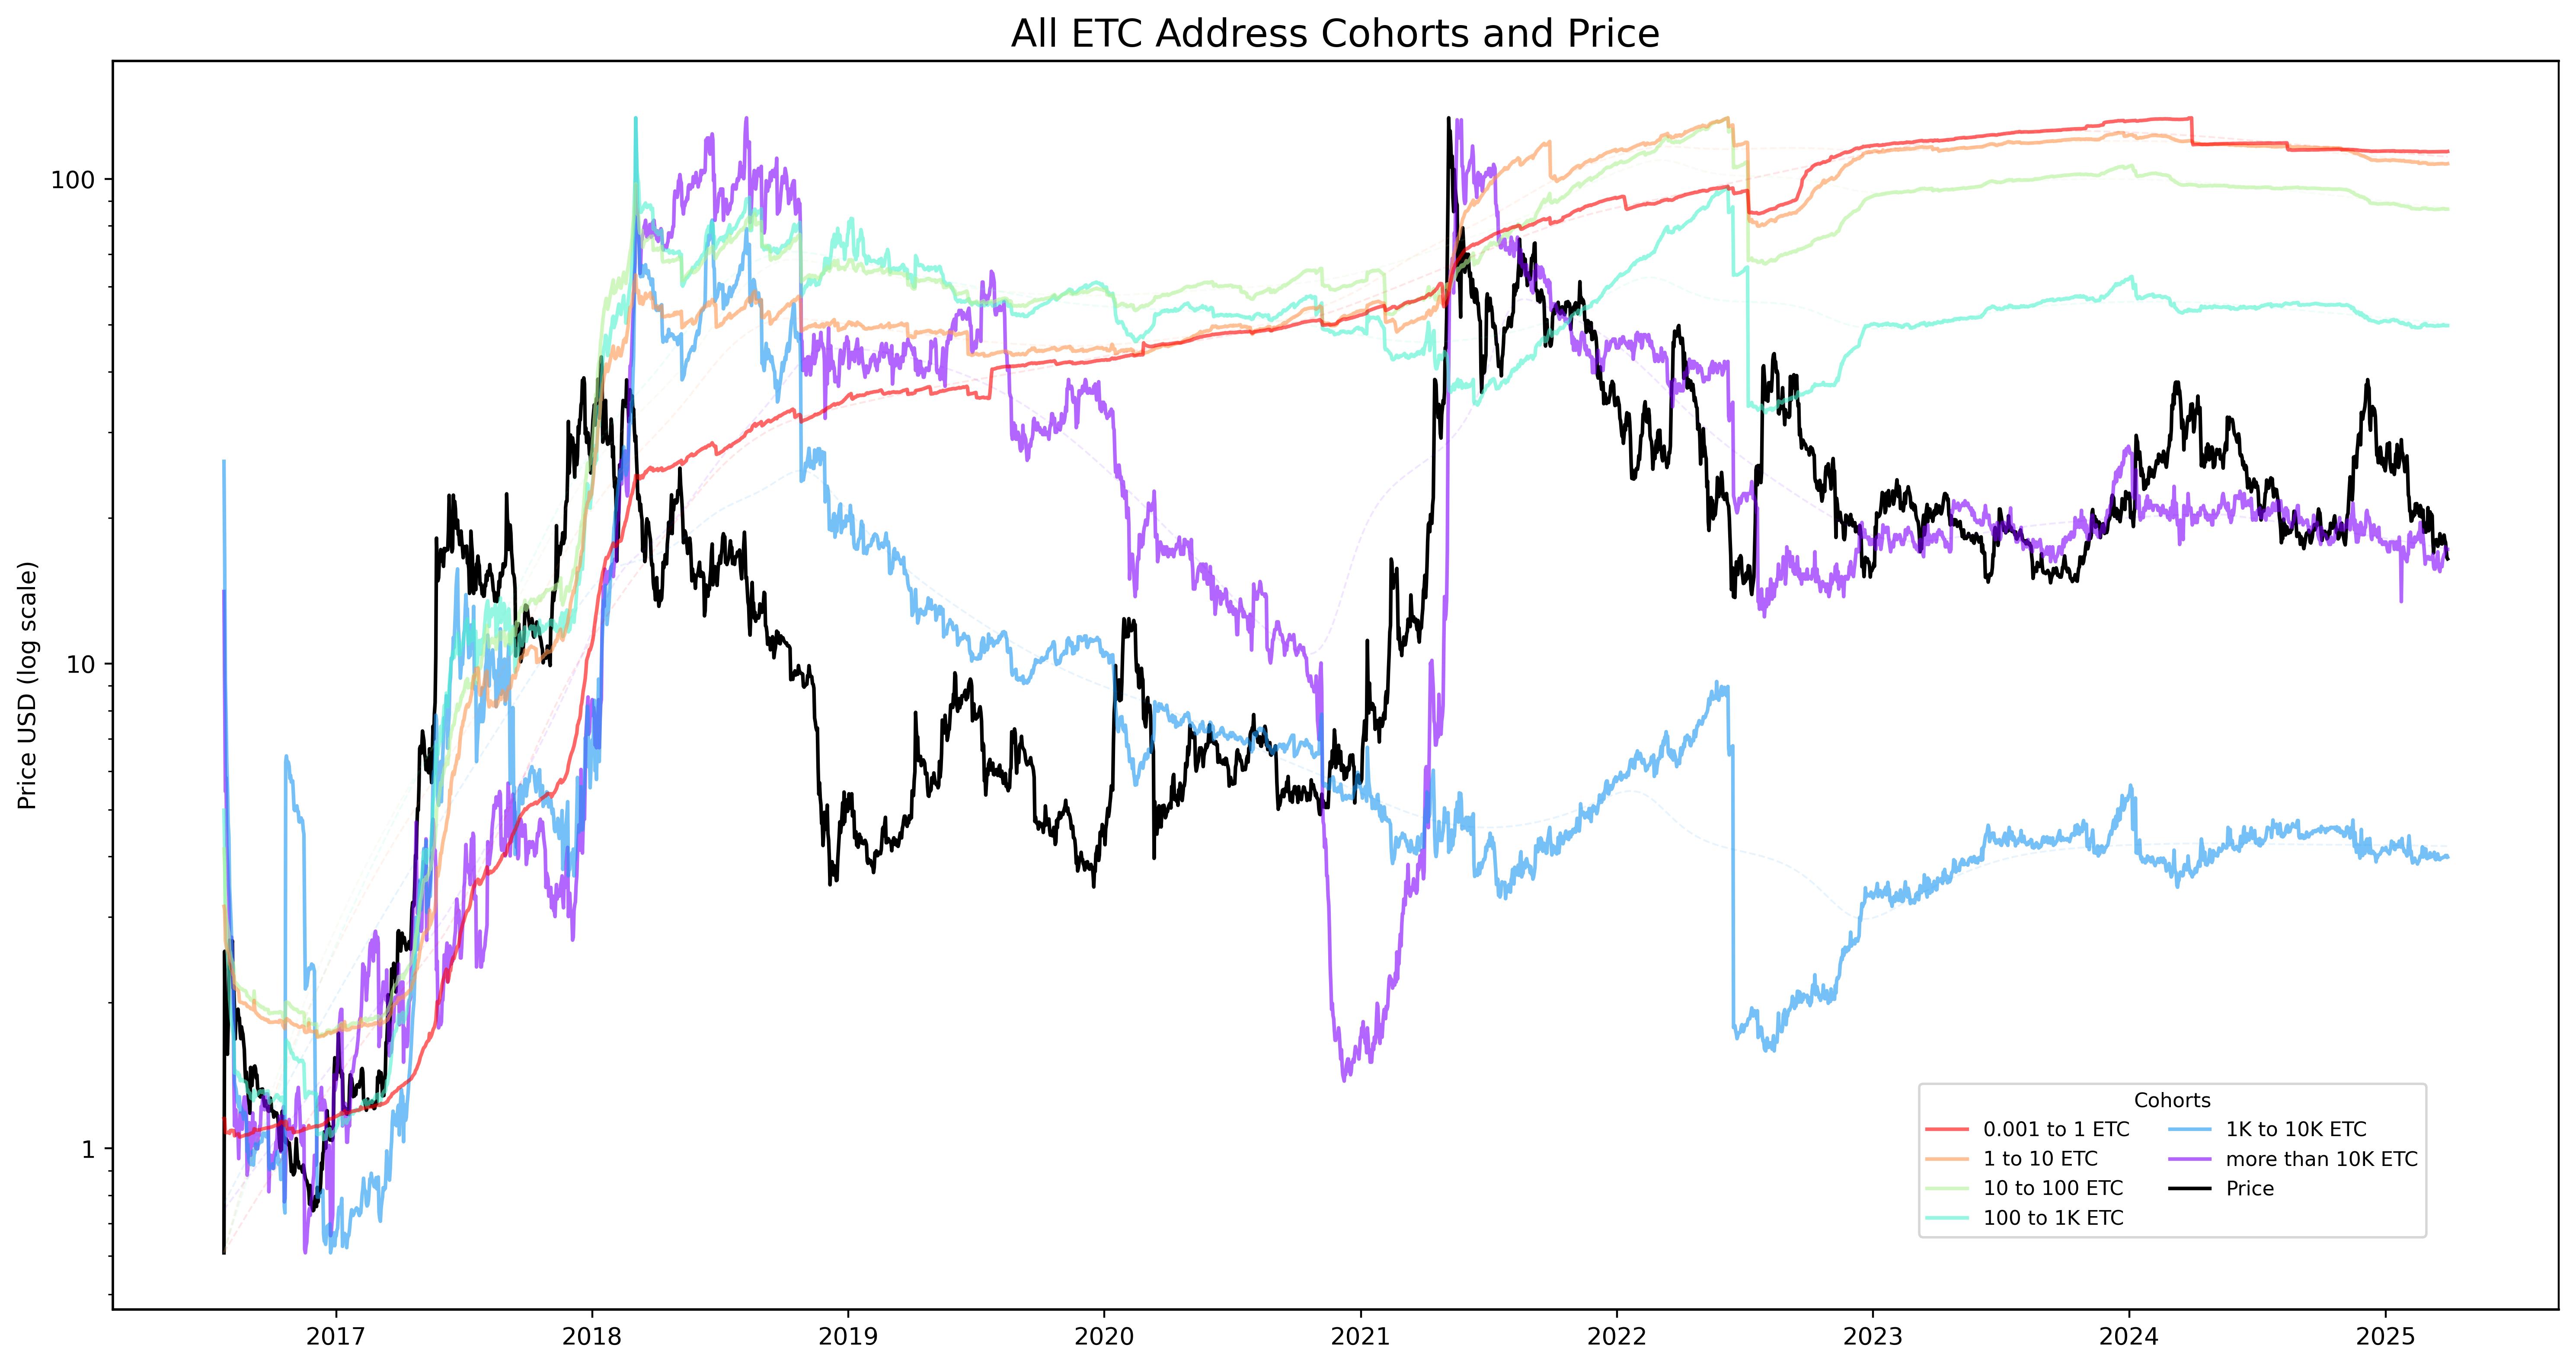 All ETC Address Cohorts and Price
Price USD (log scale)
100
10
1
2017 2018 2019 2020 2021 2022 2023 2024 2025
Cohorts
0.001 to 1 ETC
1 to 10 ETC
10 to 100 ETC
100 to 1K ETC
1K to 10K ETC
more than 10K ETC
Price